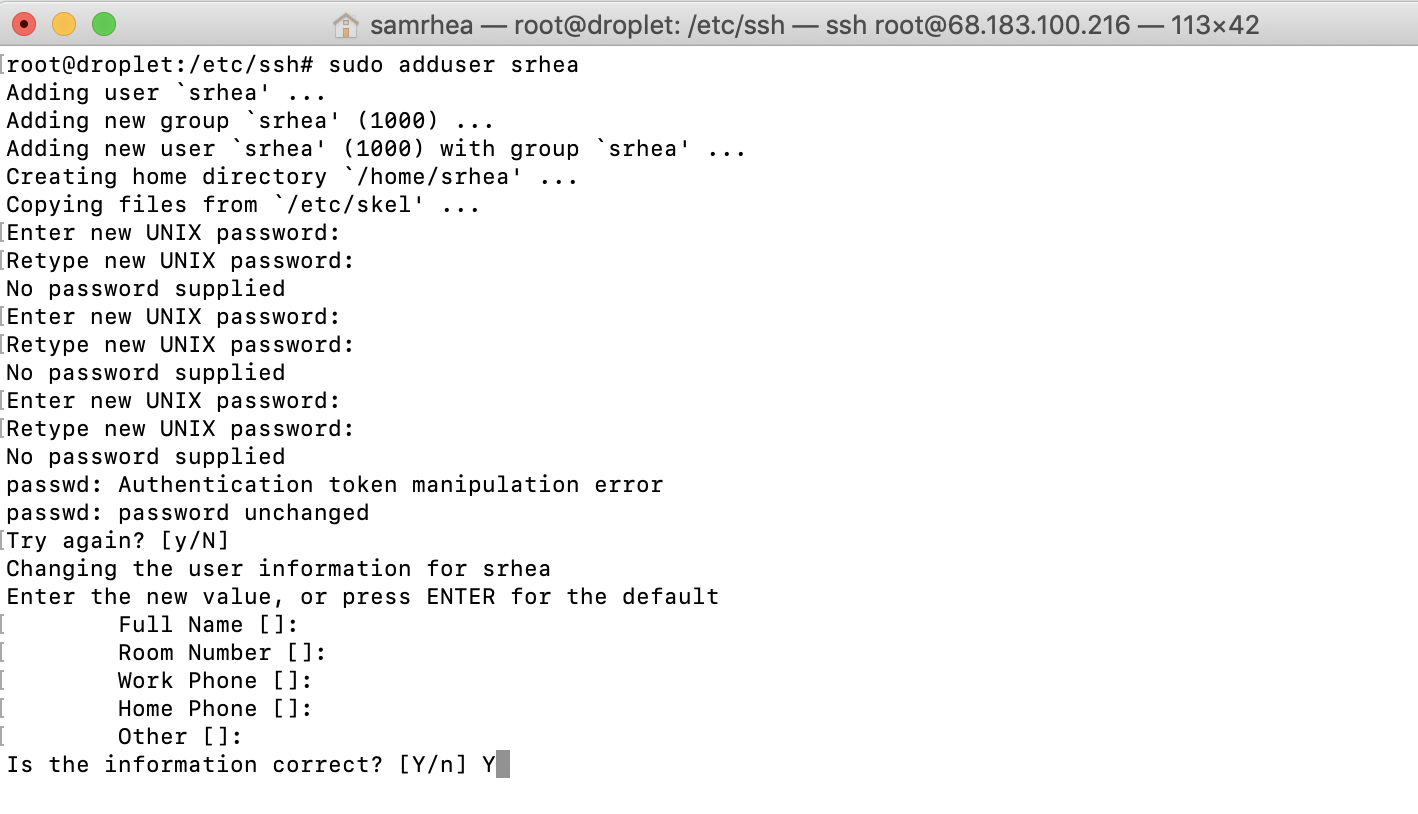 samrhea — root@droplet: /etc/ssh — ssh root@68.183.100.216 — 113×42
[root@droplet:/etc/ssh# sudo adduser srhea
Adding user `srhea' ...
Adding new group `srhea' (1000) ...
Adding new user `srhea' (1000) with group `srhea' ...
Creating home directory `/home/srhea' ...
Copying files from `/etc/skel' ...
[Enter new UNIX password:
[Retype new UNIX password:
No password supplied
[Enter new UNIX password:
[Retype new UNIX password:
No password supplied
[Enter new UNIX password:
[Retype new UNIX password:
No password supplied
passwd: Authentication token manipulation error
passwd: password unchanged
[Try again? [y/N]
Changing the user information for srhea
Enter the new value, or press ENTER for the default
[        Full Name []:
[        Room Number []:
[        Work Phone []:
[        Home Phone []:
[        Other []:
Is the information correct? [Y/n] Y